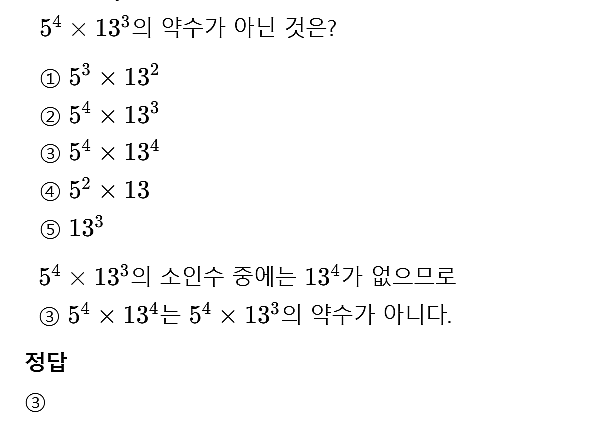 5⁴ × 13³의 약수가 아닌 것은?
① 5³ × 13²
② 5⁴ × 13³
③ 5⁴ × 13⁴
④ 5² × 13
⑤ 13³
5⁴ × 13³의 소인수 중에는 13⁴가 없으므로
③ 5⁴ × 13⁴는 5⁴ × 13³의 약수가 아니다.
정답
③